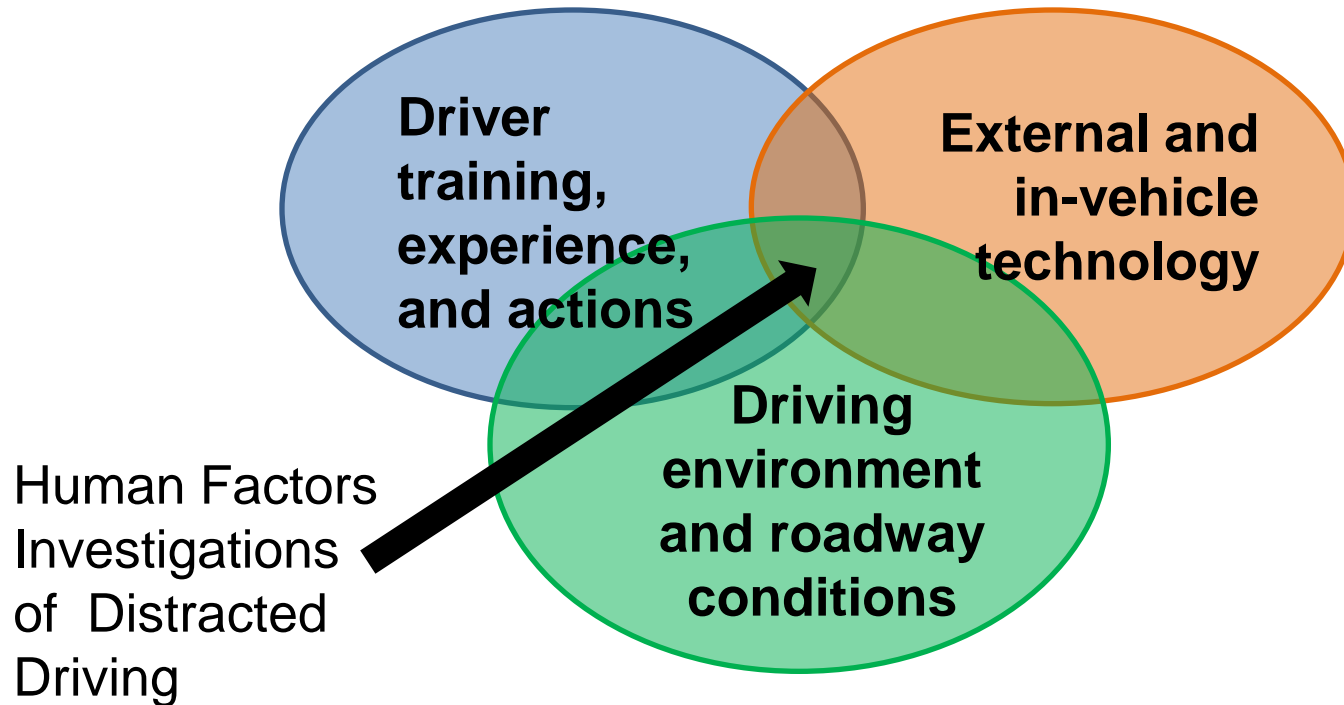 Driver
training,
experience,
and actions
External and
in-vehicle
technology
Driving
environment
and roadway
conditions
Human Factors
Investigations
of  Distracted
Driving